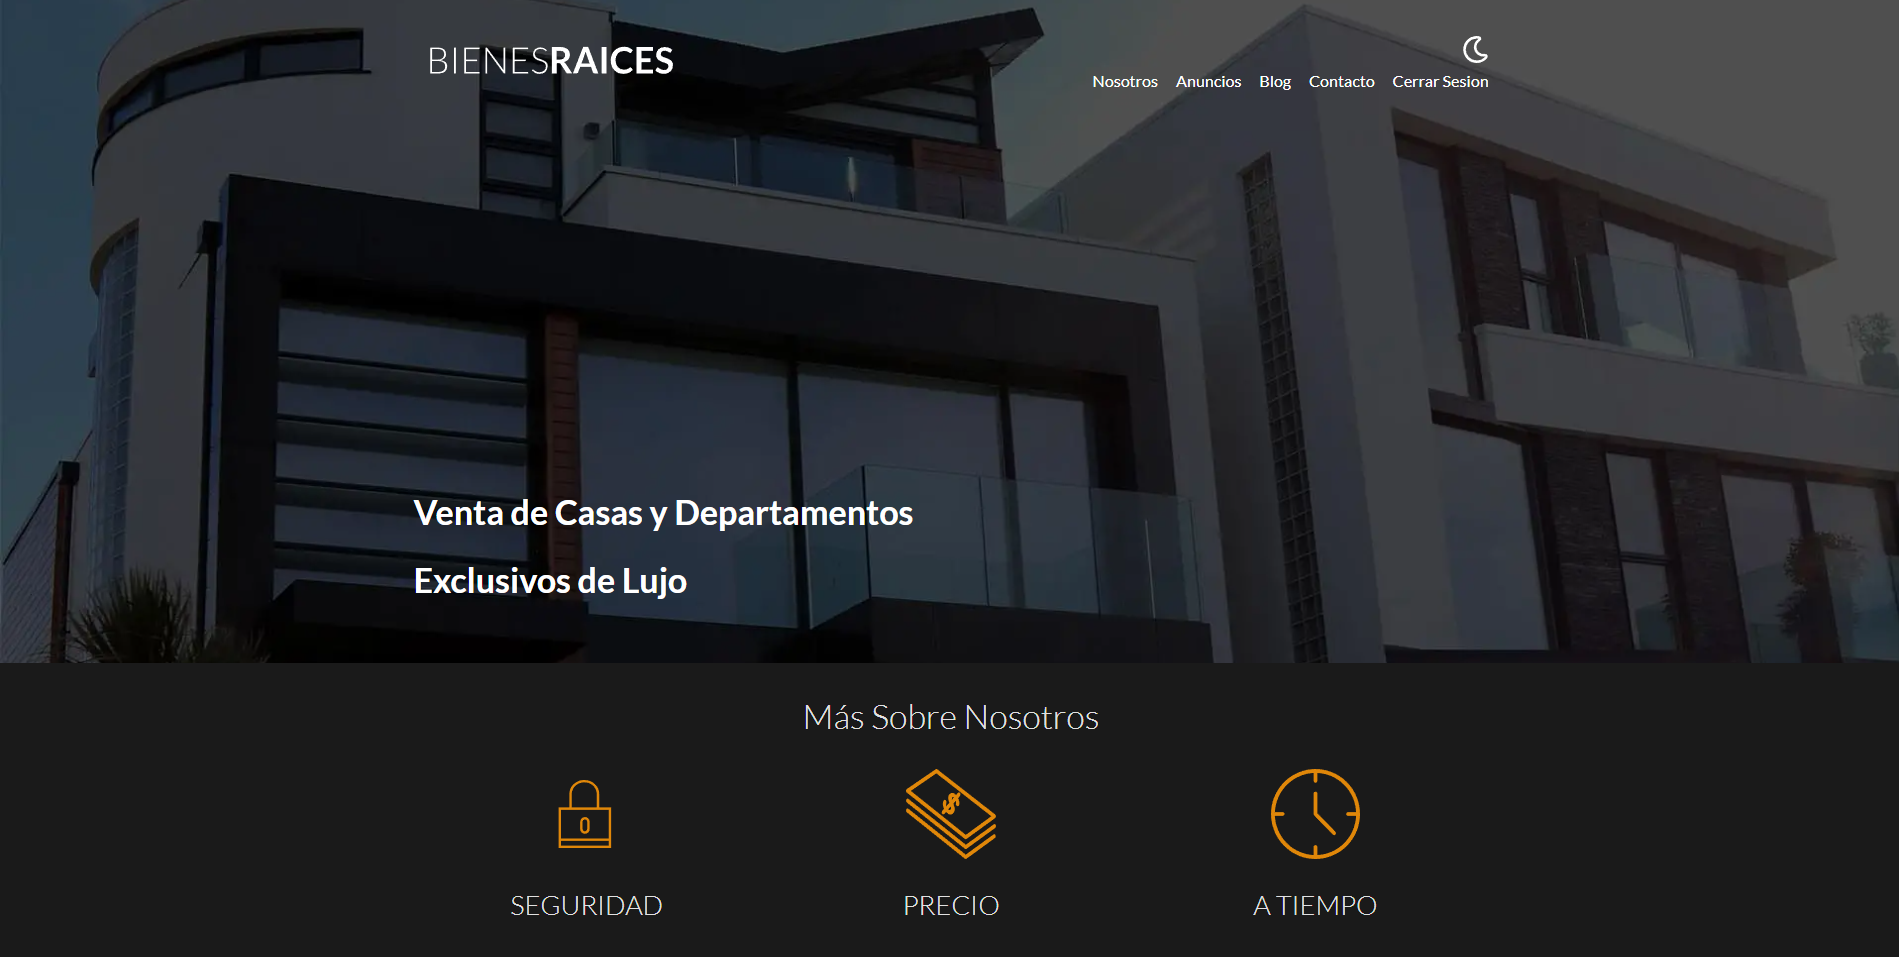 BIENESRAICES
Nosotros Anuncios Blog Contacto Cerrar Sesion
Venta de Casas y Departamentos
Exclusivos de Lujo
Más Sobre Nosotros
SEGURIDAD PRECIO A TIEMPO